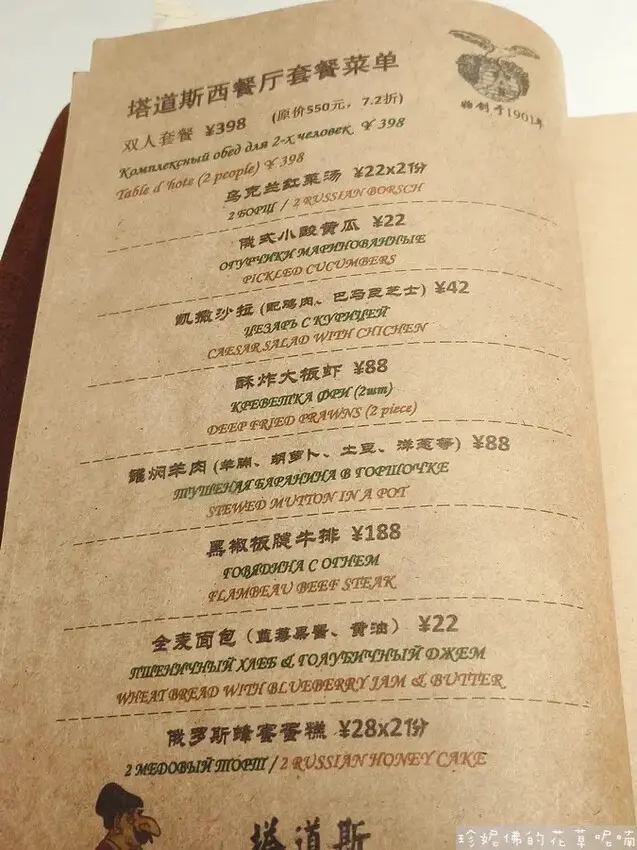 塔道斯西餐厅套餐菜单
始创于1901年
双人套餐 ¥398 (原价550元，7.2折)
Комплексный обед для 2-х человек ¥ 398
Table d´hote (2 people) ¥ 398
乌克兰红菜汤 ¥22x2份
2 БОРЩ / 2 RUSSIAN BORSCH
俄式小酸黄瓜 ¥22
ОГУРЧИКИ МАРИНОВАННЫЕ
PICKLED CUCUMBERS
凯撒沙拉(配鸡肉、巴马臣芝士) ¥42
ЦЕЗАРЬ С КУРИЦЕЙ
CAESAR SALAD WITH CHICHEN
酥炸大板虾 ¥88
КРЕВЕТКА ФРИ (2шт)
DEEP FRIED PRAWNS (2 piece)
罐焖羊肉(羊腩、胡萝卜、土豆、洋葱等) ¥88
ТУШЕНАЯ БАРАНИНА В ГОРШОЧКЕ
STEWED MUTTON IN A POT
黑椒板腱牛排 ¥188
ГОВЯДИНА С ОГНЕМ
FLAMBEAU BEEF STEAK
全麦面包（蓝莓果酱、黄油） ¥22
ПШЕНИЧНЫЙ ХЛЕБ & ГОЛУБИЧНЫЙ ДЖЕМ
WHEAT BREAD WITH BLUEBERRY JAM & BUTTER
俄罗斯蜂蜜蛋糕 ¥28x2份
2 МЕДОВЫЙ ТОРТ / 2 RUSSIAN HONEY CAKE
塔道斯
珍妮佛的花草呢喃